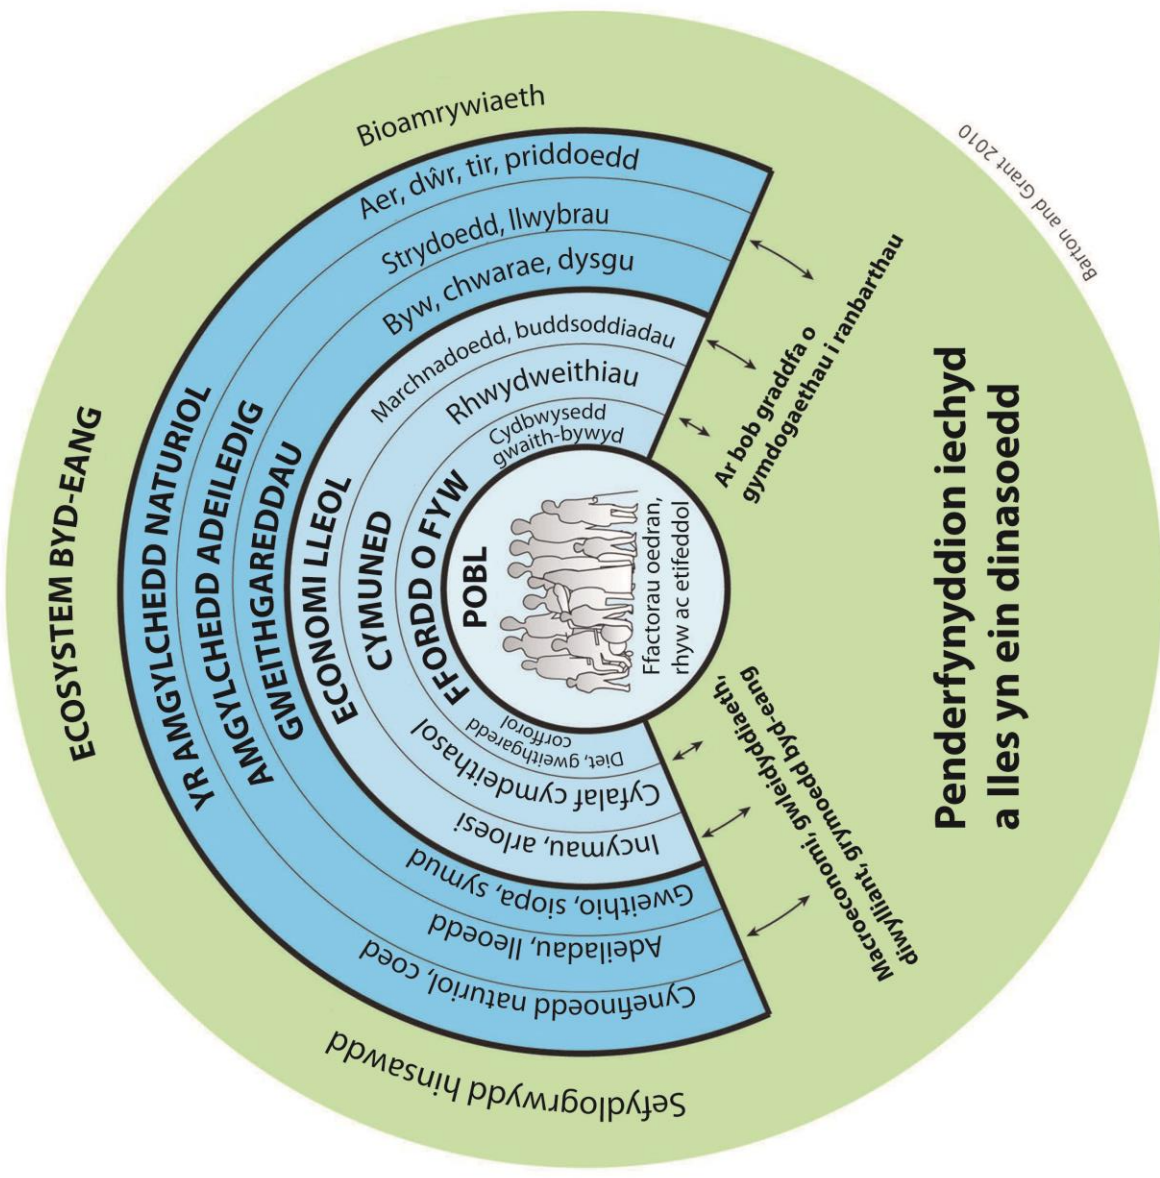 ECOSYSTEM BYD-EANG
Sefydlogrwydd hinsawdd
Bioamrywiaeth
YR AMGYLCHEDD NATURIOL
Cynefinoedd naturiol, coed
Aer, dŵr, tir, priddoedd
AMGYLCHEDD ADEILEDIG
Adeiladau, lleoedd
Strydoedd, llwybrau
GWEITHGAREDDAU
Gweithio, siopa, symud
Byw, chwarae, dysgu
ECONOMI LLEOL
Incymau, arloesi
Marchnadoedd, buddsoddiadau
CYMUNED
Cyfalaf cymdeithasol
Rhwydweithiau
FFORDD O FYW
Diet, gweithgaredd
corfforol
Cydbwysedd
gwaith-bywyd
POBL
Ffactorau oedran,
rhyw ac etifeddol
Macroeconomi, gwleidyddiaeth,
diwylliant, grymoedd byd-eang
Ar bob graddfa o
gymdogaethau i ranbarthau
Penderfynyddion iechyd
a lles yn ein dinasoedd
Barton and Grant 2010